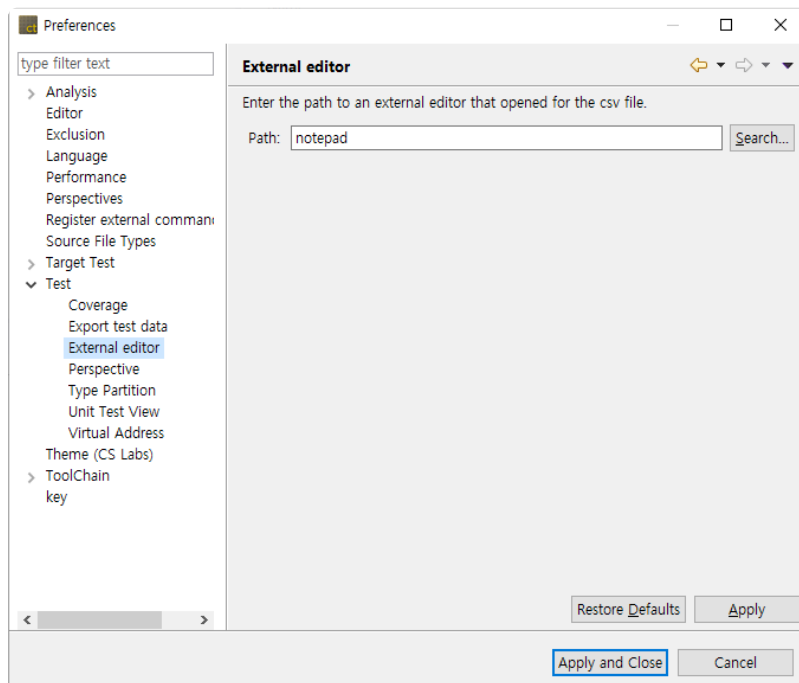 ct Preferences
type filter text
Analysis
Editor
Exclusion
Language
Performance
Perspectives
Register external comman
Source File Types
Target Test
Test
Coverage
Export test data
External editor
Perspective
Type Partition
Unit Test View
Virtual Address
Theme (CS Labs)
ToolChain
key
External editor
Enter the path to an external editor that opened for the csv file.
Path: notepad Search...
Restore Defaults Apply
Apply and Close Cancel